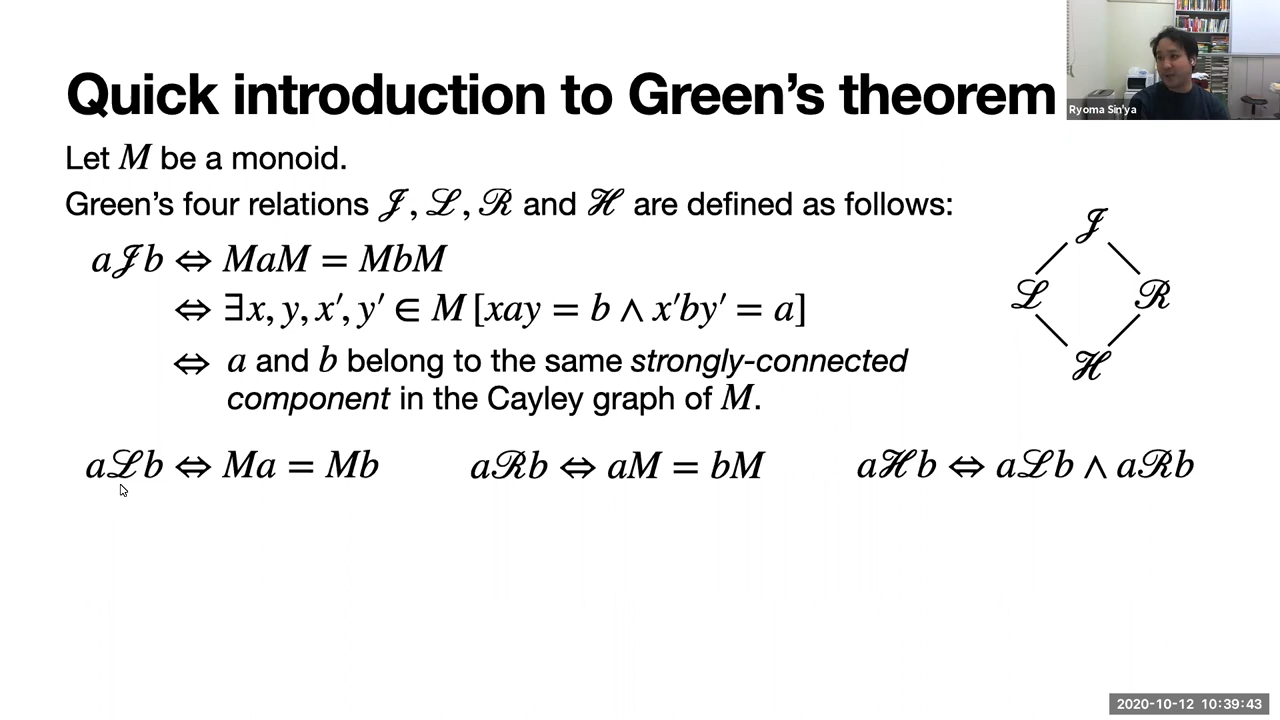 Quick introduction to Green's theorem
Ryoma Sin'ya
Let M be a monoid.
Green's four relations 𝒥, ℒ, ℛ and ℋ are defined as follows:
𝒥
a𝒥b ⇔ MaM = MbM
⇔ ∃x, y, x′, y′ ∈ M [xay = b ∧ x′by′ = a]
ℒ ℛ
⇔ a and b belong to the same strongly-connected
component in the Cayley graph of M.
ℋ
aℒb ⇔ Ma = Mb aℛb ⇔ aM = bM aℋb ⇔ aℒb ∧ aℛb
2020-10-12 10:39:43